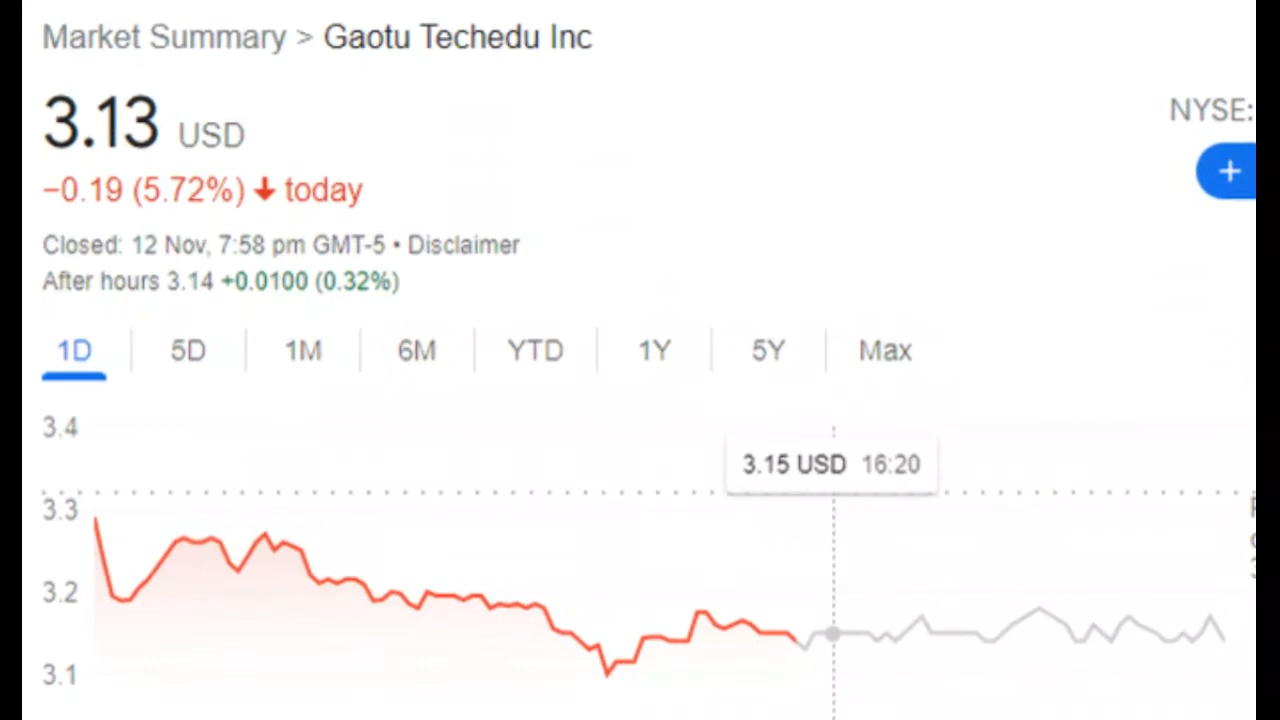 Market Summary > Gaotu Techedu Inc
3.13 USD
NYSE:
+
−0.19 (5.72%) ↓ today
Closed: 12 Nov, 7:58 pm GMT-5 • Disclaimer
After hours 3.14 +0.0100 (0.32%)
1D 5D 1M 6M YTD 1Y 5Y Max
3.4
3.15 USD 16:20
3.3
3.2
3.1